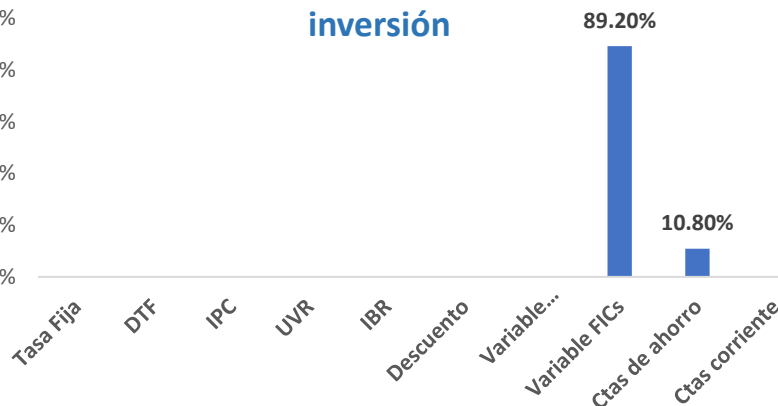 inversión
%
%
%
%
%
%
89.20%
10.80%
Tasa Fija
DTF
IPC
UVR
IBR
Descuento
Variable...
Variable FICs
Ctas de ahorro
Ctas corriente